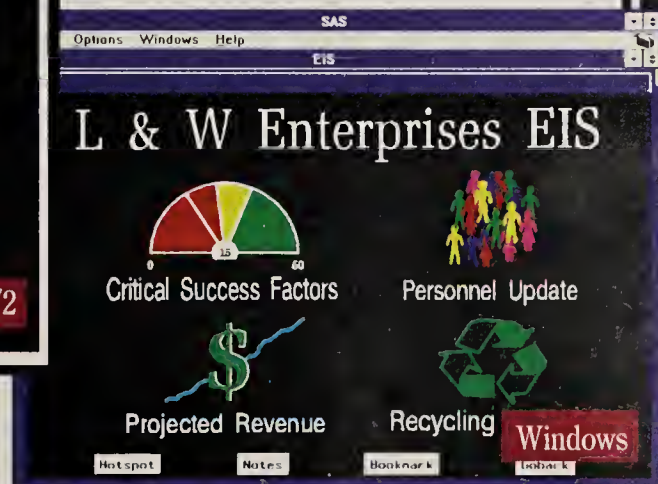 SAS
Options Windows Help
EIS
L & W Enterprises EIS
15
0 60
Critical Success Factors Personnel Update
/2
$
Projected Revenue Recycling
Windows
Hotspot Notes Bookmark Goback